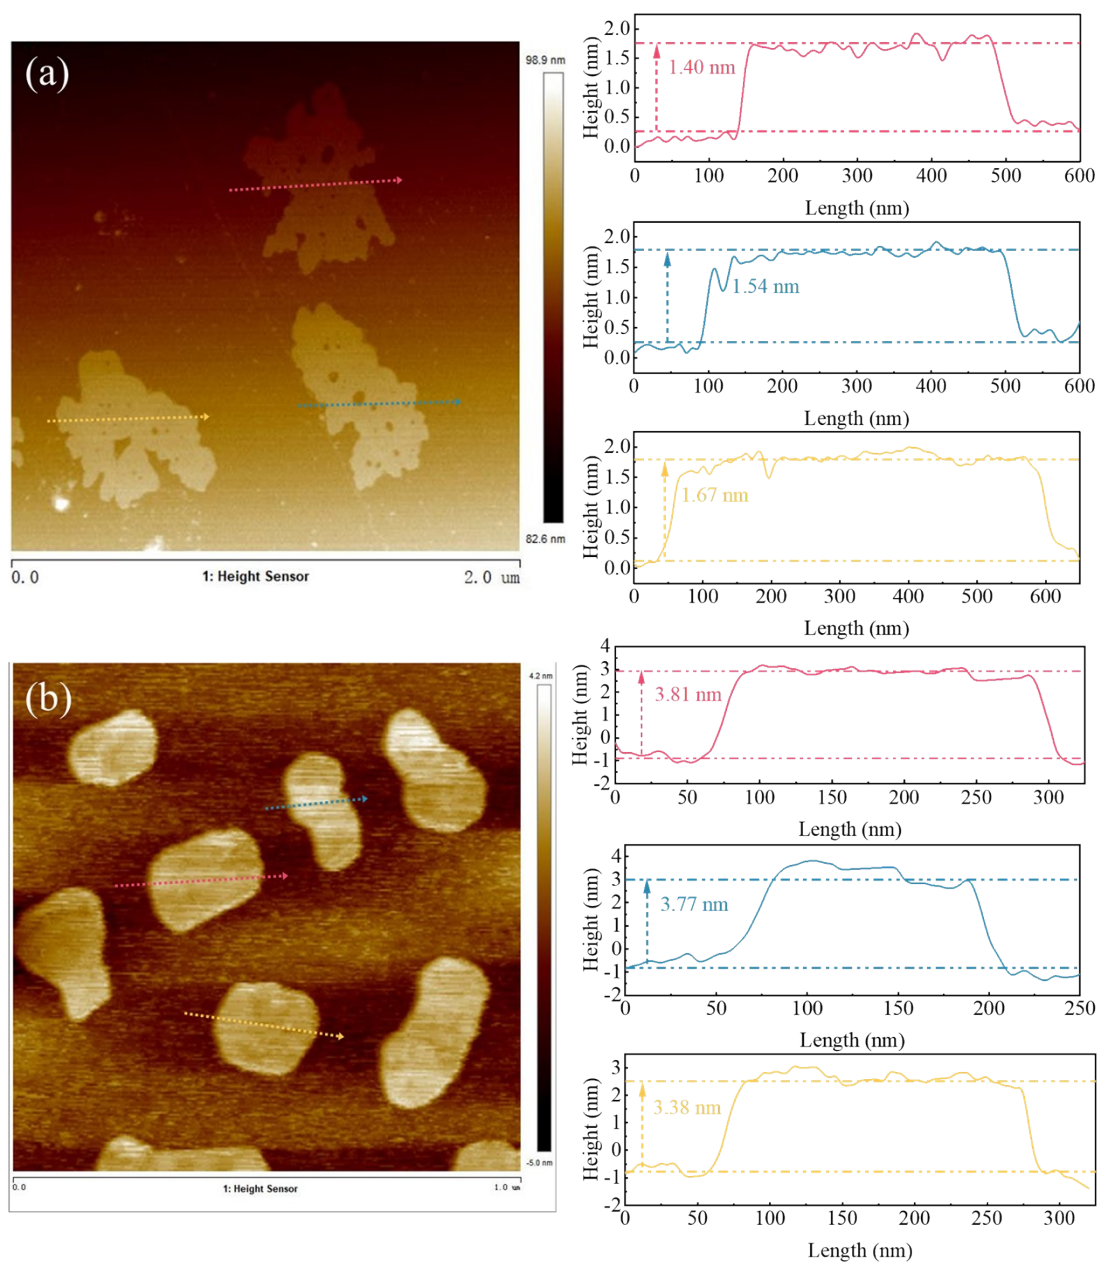 (a)
98.9 nm
82.6 nm
0.0
1: Height Sensor
2.0 um
Height (nm)
2.0
1.5
1.0
0.5
0.0
1.40 nm
0 100 200 300 400 500 600
Length (nm)
Height (nm)
2.0
1.5
1.0
0.5
0.0
1.54 nm
0 100 200 300 400 500 600
Length (nm)
Height (nm)
2.0
1.5
1.0
0.5
0.0
1.67 nm
0 100 200 300 400 500 600
Length (nm)
(b)
4.2 nm
-5.0 nm
0.0
1: Height Sensor
1.0 um
Height (nm)
4
3
2
1
0
-1
-2
3.81 nm
0 50 100 150 200 250 300
Length (nm)
Height (nm)
4
3
2
1
0
-1
-2
3.77 nm
0 50 100 150 200 250
Length (nm)
Height (nm)
3
2
1
0
-1
-2
3.38 nm
0 50 100 150 200 250 300
Length (nm)